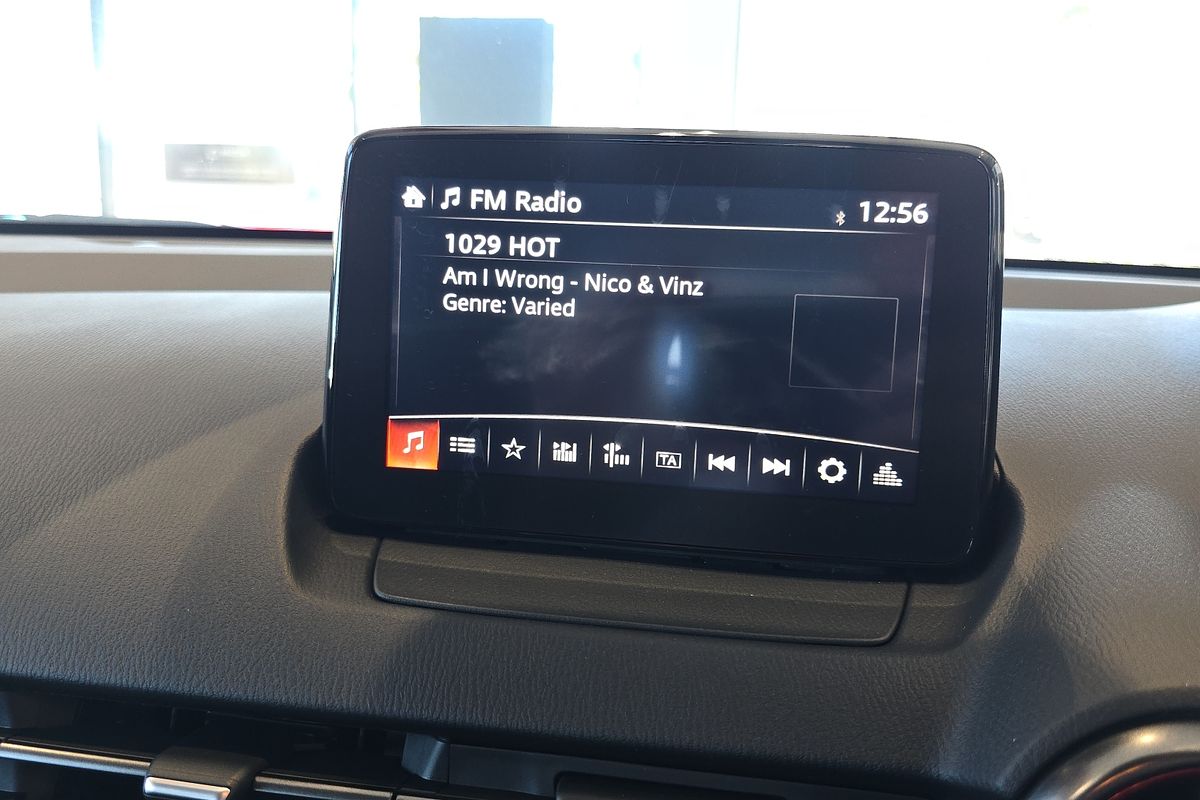 FM Radio
12:56
1029 HOT
Am I Wrong - Nico & Vinz
Genre: Varied
TA